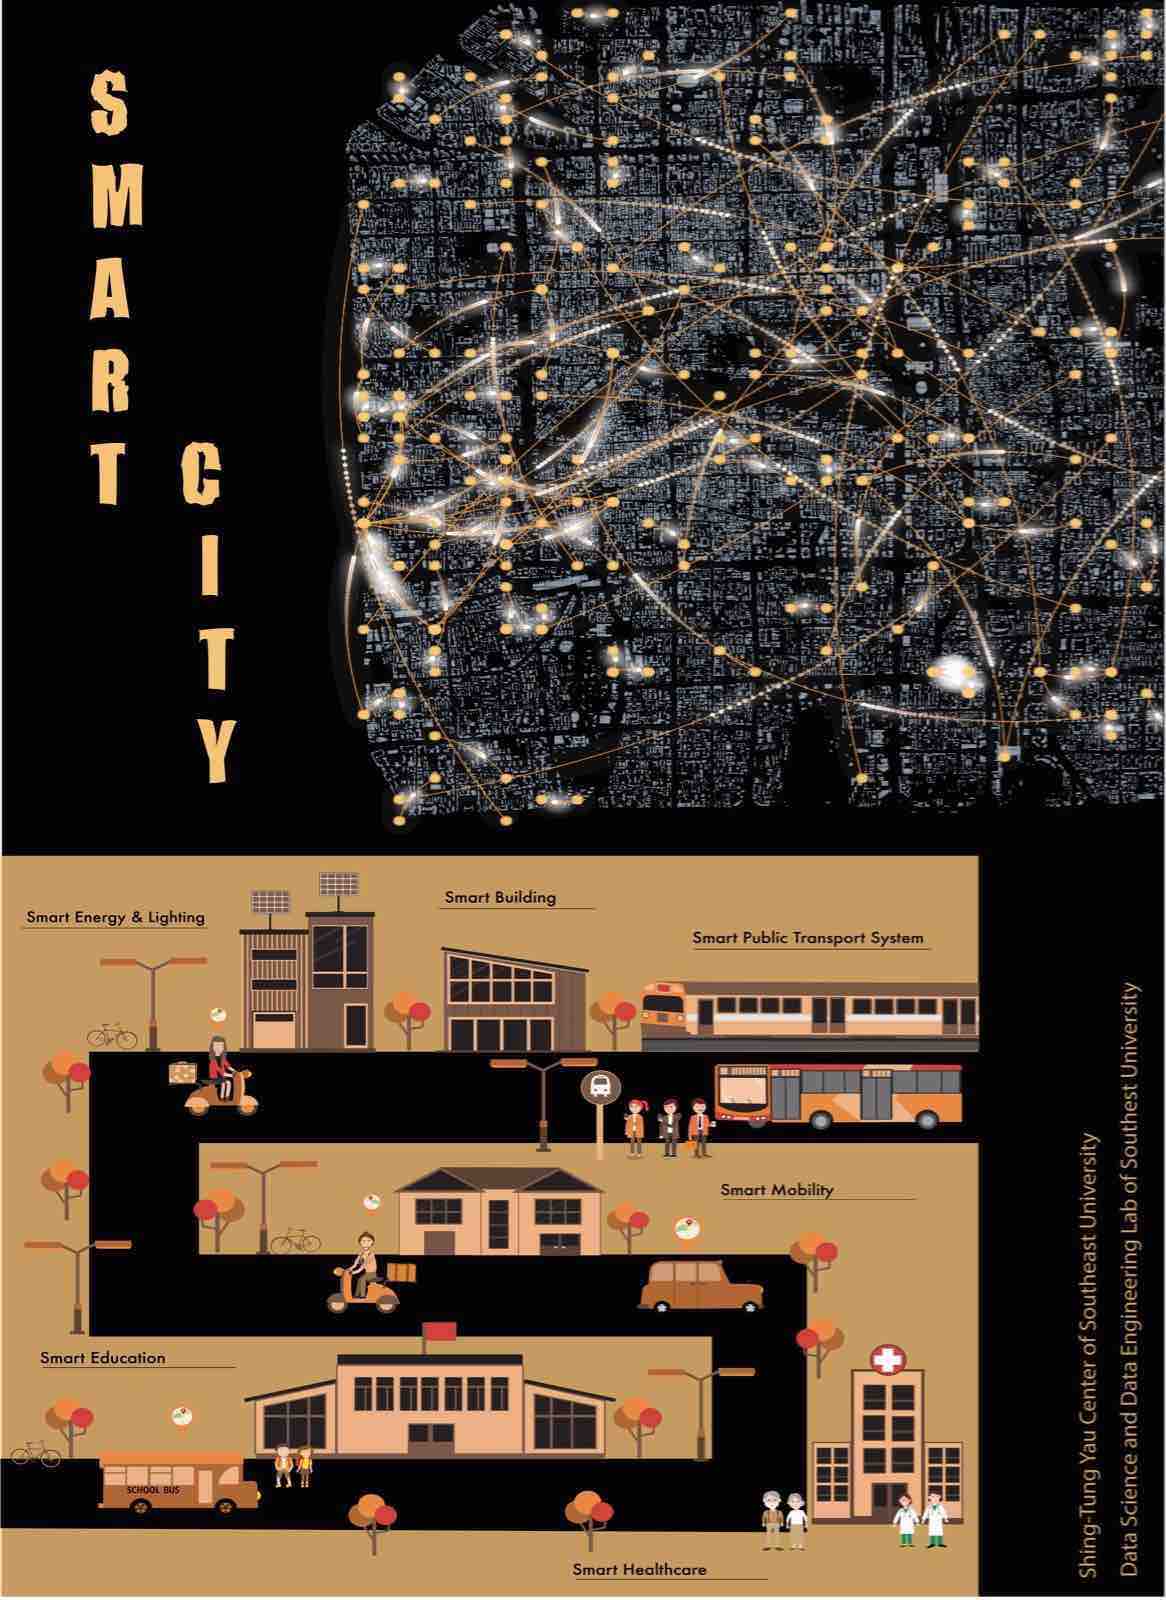 SMART
CITY
Smart Energy & Lighting
Smart Building
Smart Public Transport System
Smart Mobility
Smart Education
SCHOOL BUS
Smart Healthcare
Shing-Tung Yau Center of Southeast University
Data Science and Data Engineering Lab of Southest University